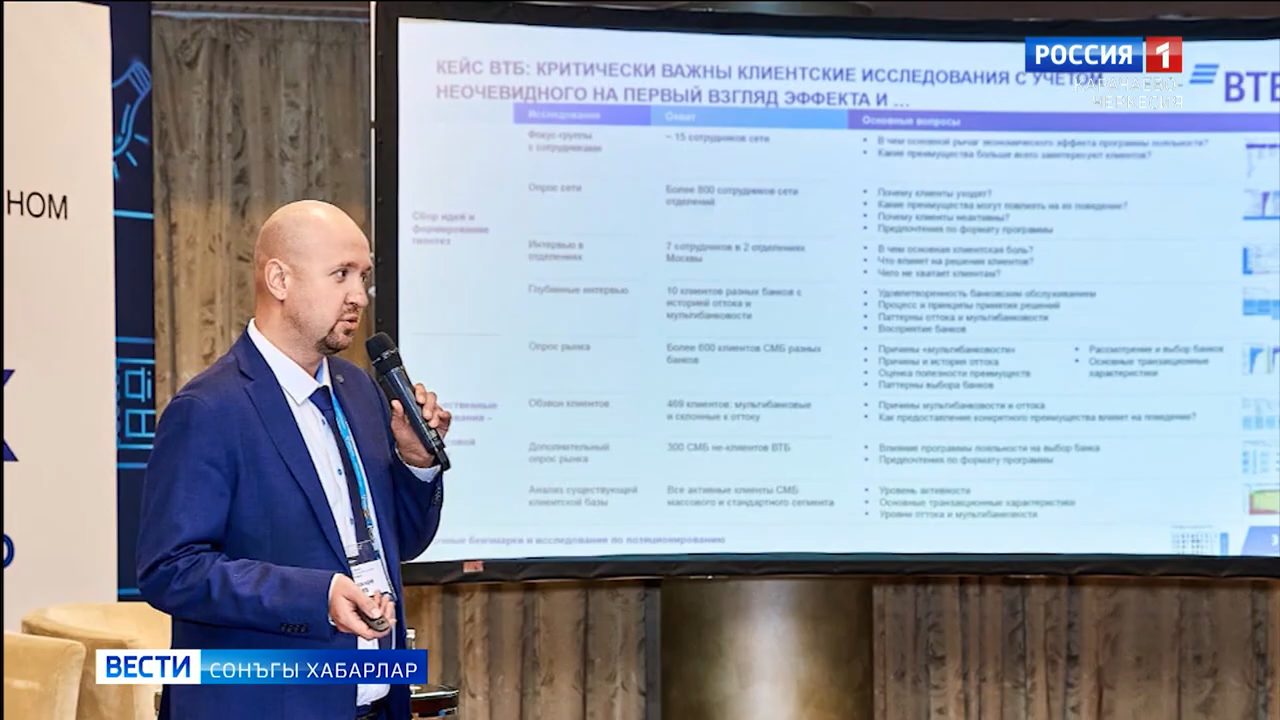 НОМ
КЕЙС ВТБ: КРИТИЧЕСКИ ВАЖНЫ КЛИЕНТСКИЕ ИССЛЕДОВАНИЯ С УЧЕТОМ
НЕОЧЕВИДНОГО НА ПЕРВЫЙ ВЗГЛЯД ЭФФЕКТА И ...
РОССИЯ 1
КАРАЧАЕВО-
ЧЕРКЕСИЯ
ВТБ
Исследование
Охват
Основные вопросы
Сбор идей и
формирование
гипотез
Фокус-группы
с сотрудниками
~ 15 сотрудников сети
• В чем основной рычаг экономического эффекта программы лояльности?
• Какие преимущества больше всего заинтересуют клиентов?
Опрос сети
Более 800 сотрудников сети
отделений
• Почему клиенты уходят?
• Какие преимущества могут повлиять на их поведение?
• Почему клиенты неактивны?
• Предпочтения по формату программы
Интервью в
отделениях
7 сотрудников в 2 отделениях
Москвы
• В чем основная клиентская боль?
• Что влияет на решения клиентов?
• Чего не хватает клиентам?
Глубинные интервью
10 клиентов разных банков с
историей оттока и
мультибанковости
• Удовлетворенность банковским обслуживанием
• Процесс и принципы принятия решений
• Паттерны оттока и мультибанковости
• Восприятие банков
Опрос рынка
Более 600 клиентов СМБ разных
банков
• Причины «мультибанковости»
• Причины и история оттока
• Оценка полезности преимуществ
• Паттерны выбора банков
• Рассмотрение и выбор банков
• Основные транзакционные
характеристики
Обзвон клиентов
469 клиентов: мультибанковые
и склонные к оттоку
• Причины мультибанковости и оттока
• Как предоставление конкретного преимущества влияет на поведение?
Дополнительный
опрос рынка
300 СМБ не-клиентов ВТБ
• Влияние программы лояльности на выбор банка
• Предпочтения по формату программы
Анализ существующей
клиентской базы
Все активные клиенты СМБ
массового и стандартного сегмента
• Уровень активности
• Основные транзакционные характеристики
• Уровни оттока и мультибанковости
бенчмарки и исследования по позиционированию
ВЕСТИ СОНЪГЫ ХАБАРЛАР